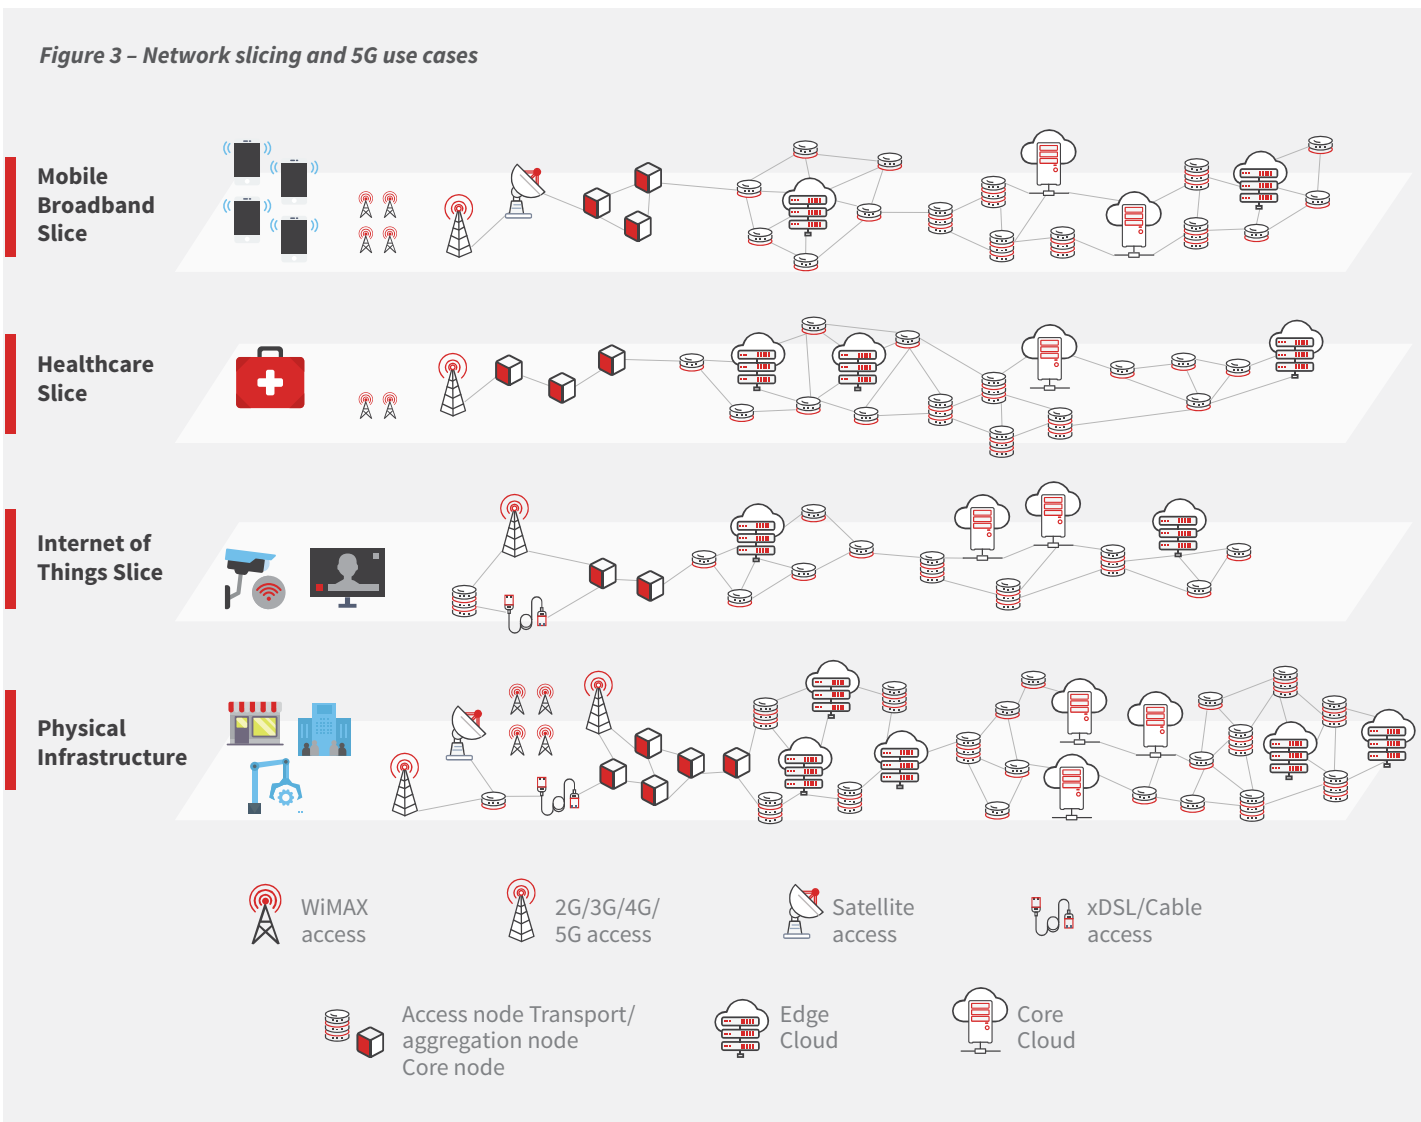 Figure 3 – Network slicing and 5G use cases
Mobile
Broadband
Slice
Healthcare
Slice
Internet of
Things Slice
Physical
Infrastructure
WiMAX
access
2G/3G/4G/
5G access
Satellite
access
xDSL/Cable
access
Access node Transport/
aggregation node
Core node
Edge
Cloud
Core
Cloud